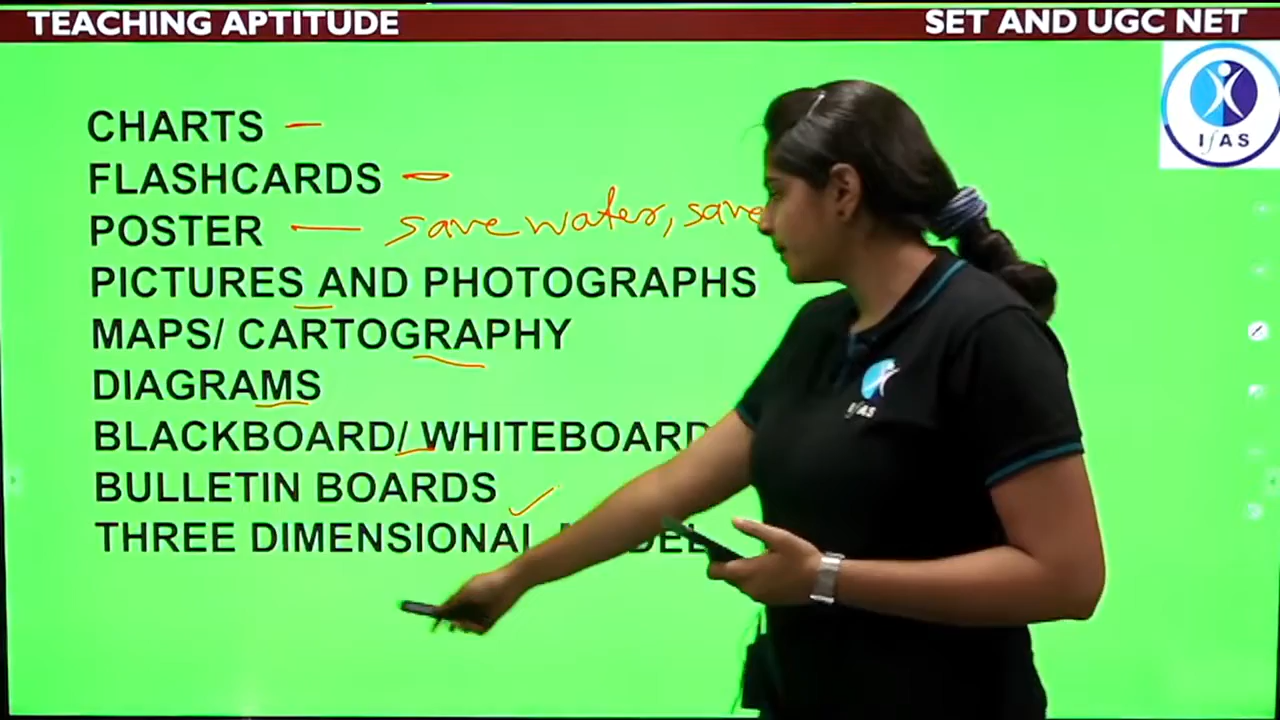 TEACHING APTITUDE
SET AND UGC NET
IfAS
CHARTS
FLASHCARDS
POSTER — save water, save
PICTURES AND PHOTOGRAPHS
MAPS/ CARTOGRAPHY
DIAGRAMS
BLACKBOARD/ WHITEBOARD
BULLETIN BOARDS
THREE DIMENSIONAL
IfAS